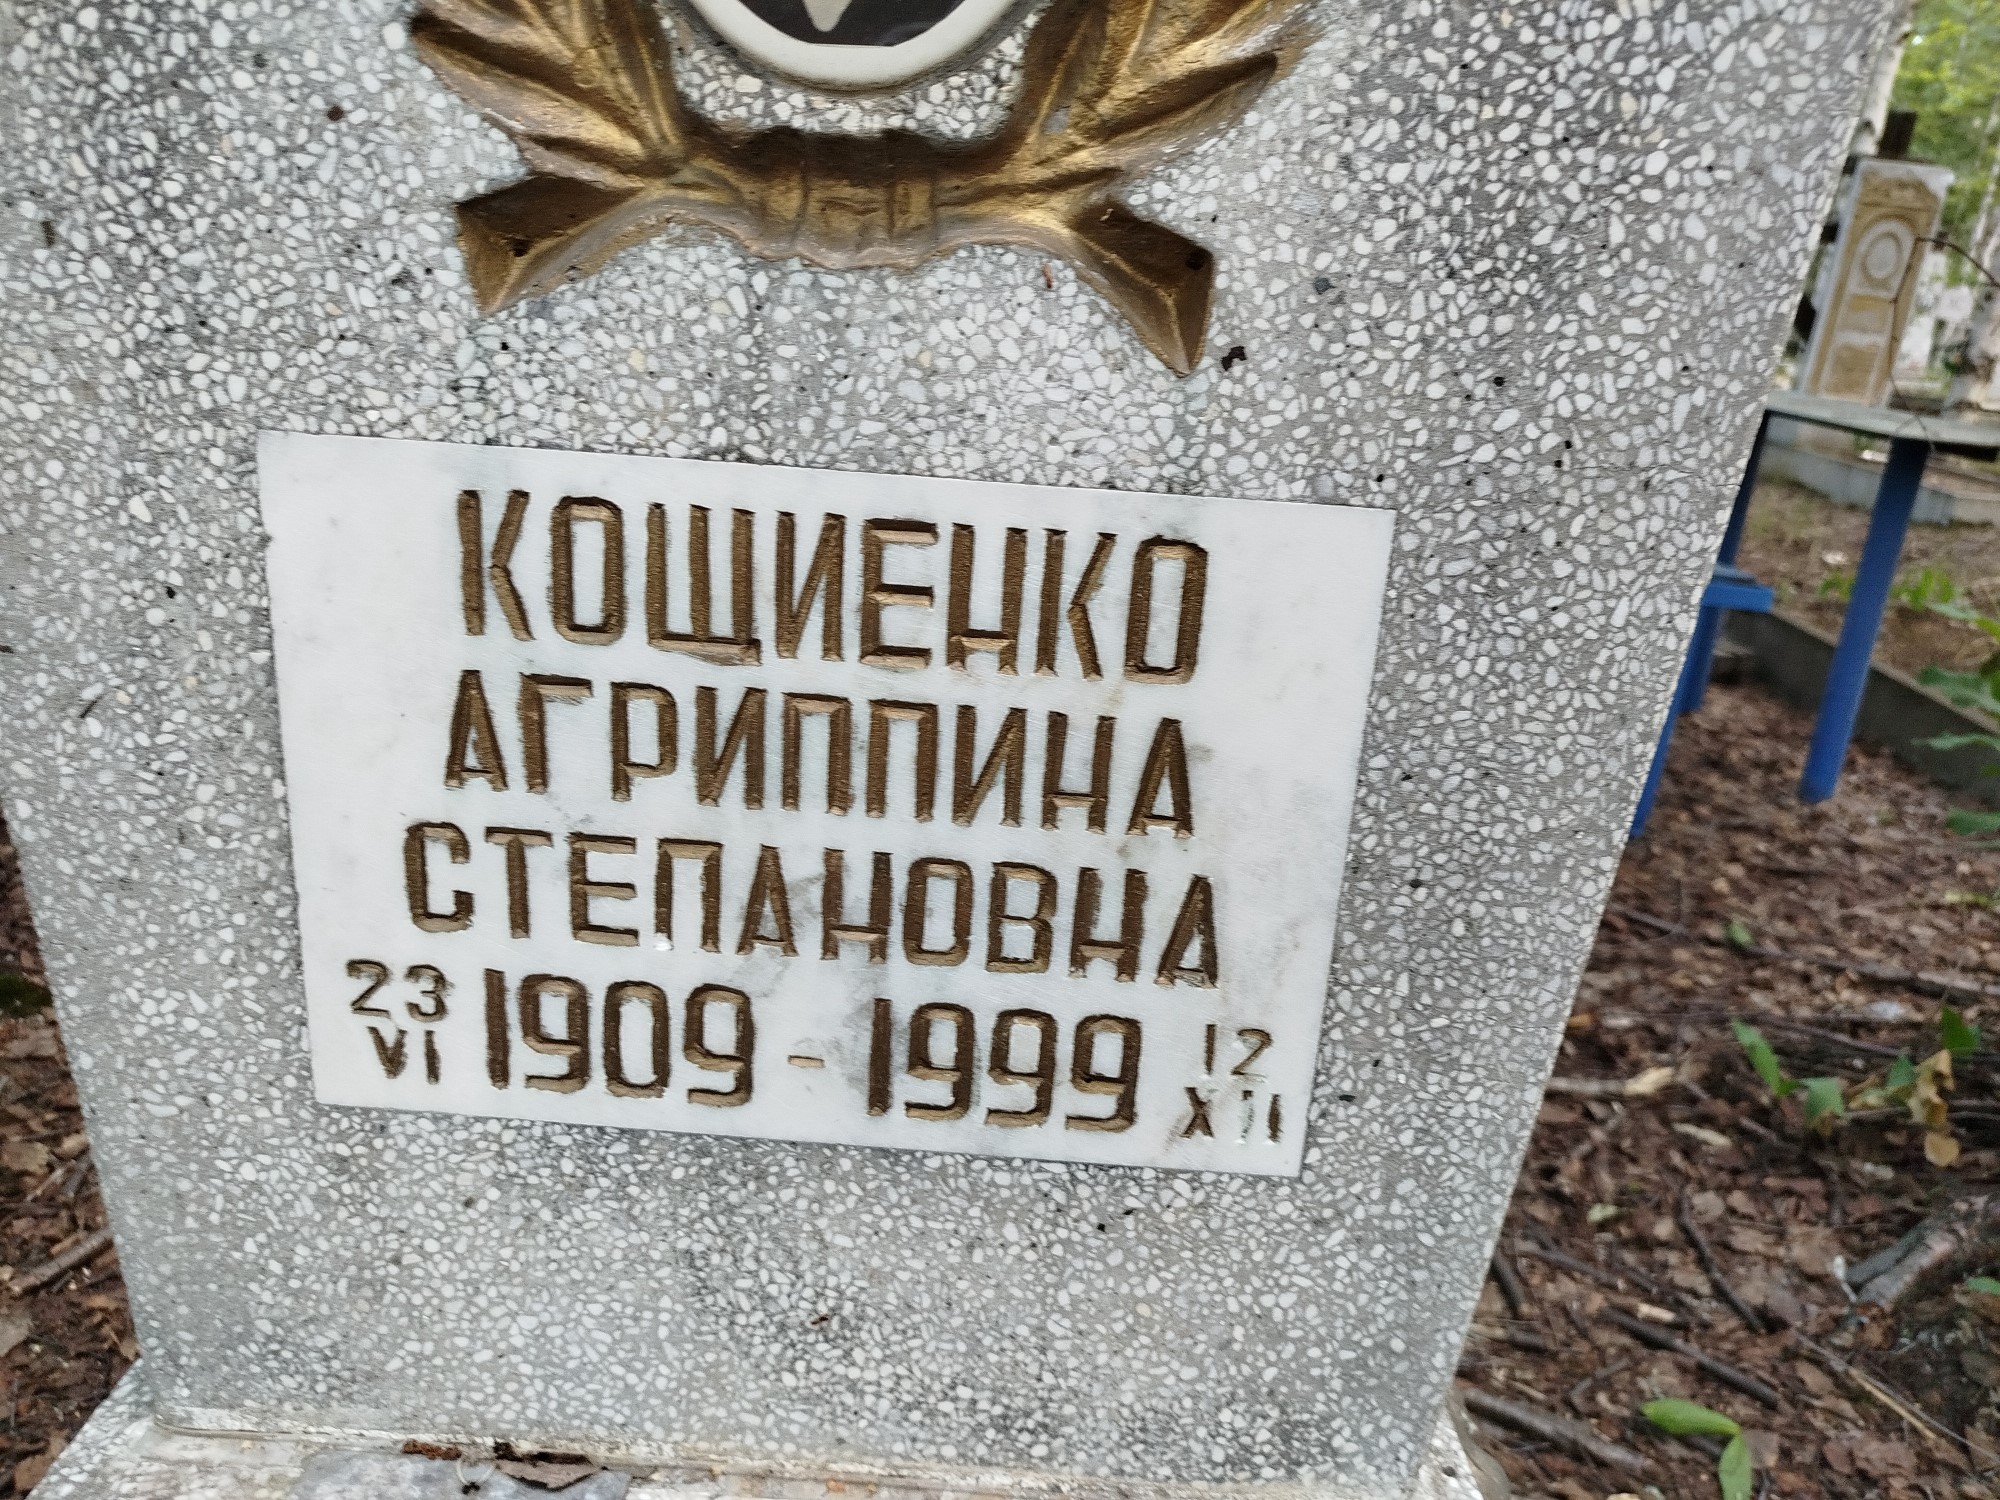 КОЩИЕНКО
АГРИППИНА
СТЕПАНОВНА
23 VI 1909 - 1999 12 XII